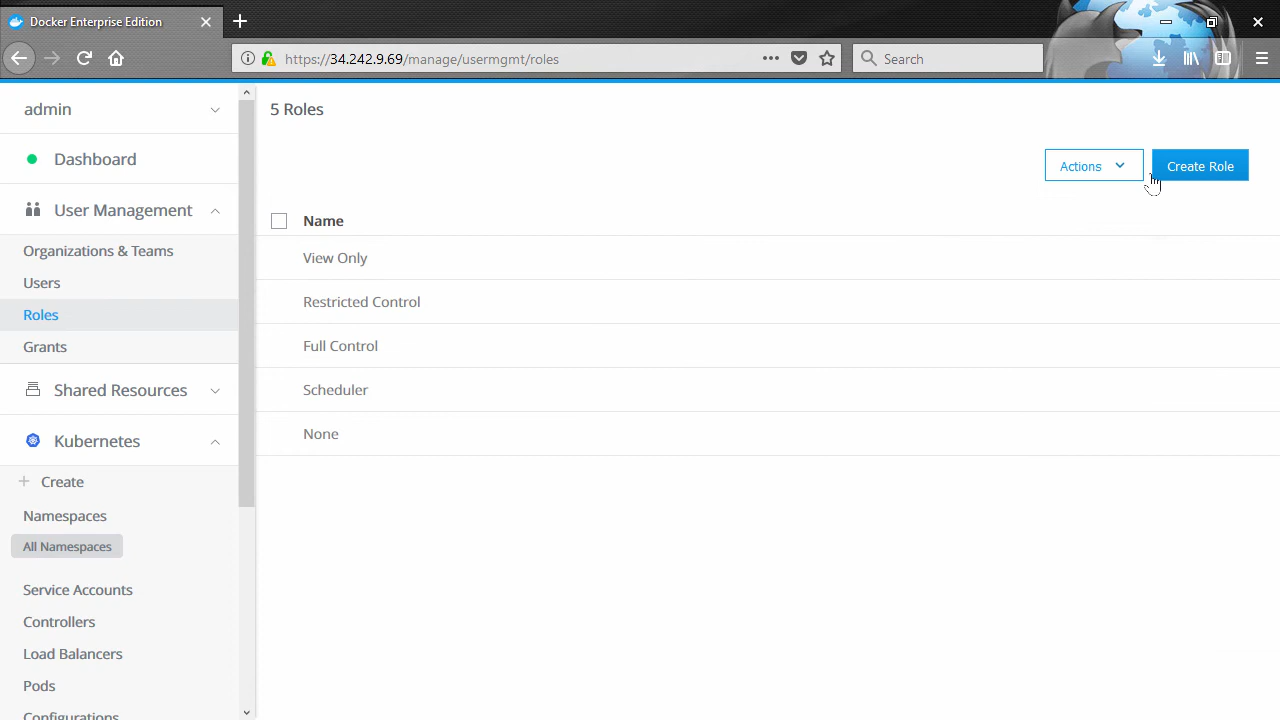 Docker Enterprise Edition
https://34.242.9.69/manage/usermgmt/roles
Search
admin
Dashboard
User Management
Organizations & Teams
Users
Roles
Grants
Shared Resources
Kubernetes
+ Create
Namespaces
All Namespaces
Service Accounts
Controllers
Load Balancers
Pods
Configurations
5 Roles
Actions
Create Role
Name
View Only
Restricted Control
Full Control
Scheduler
None